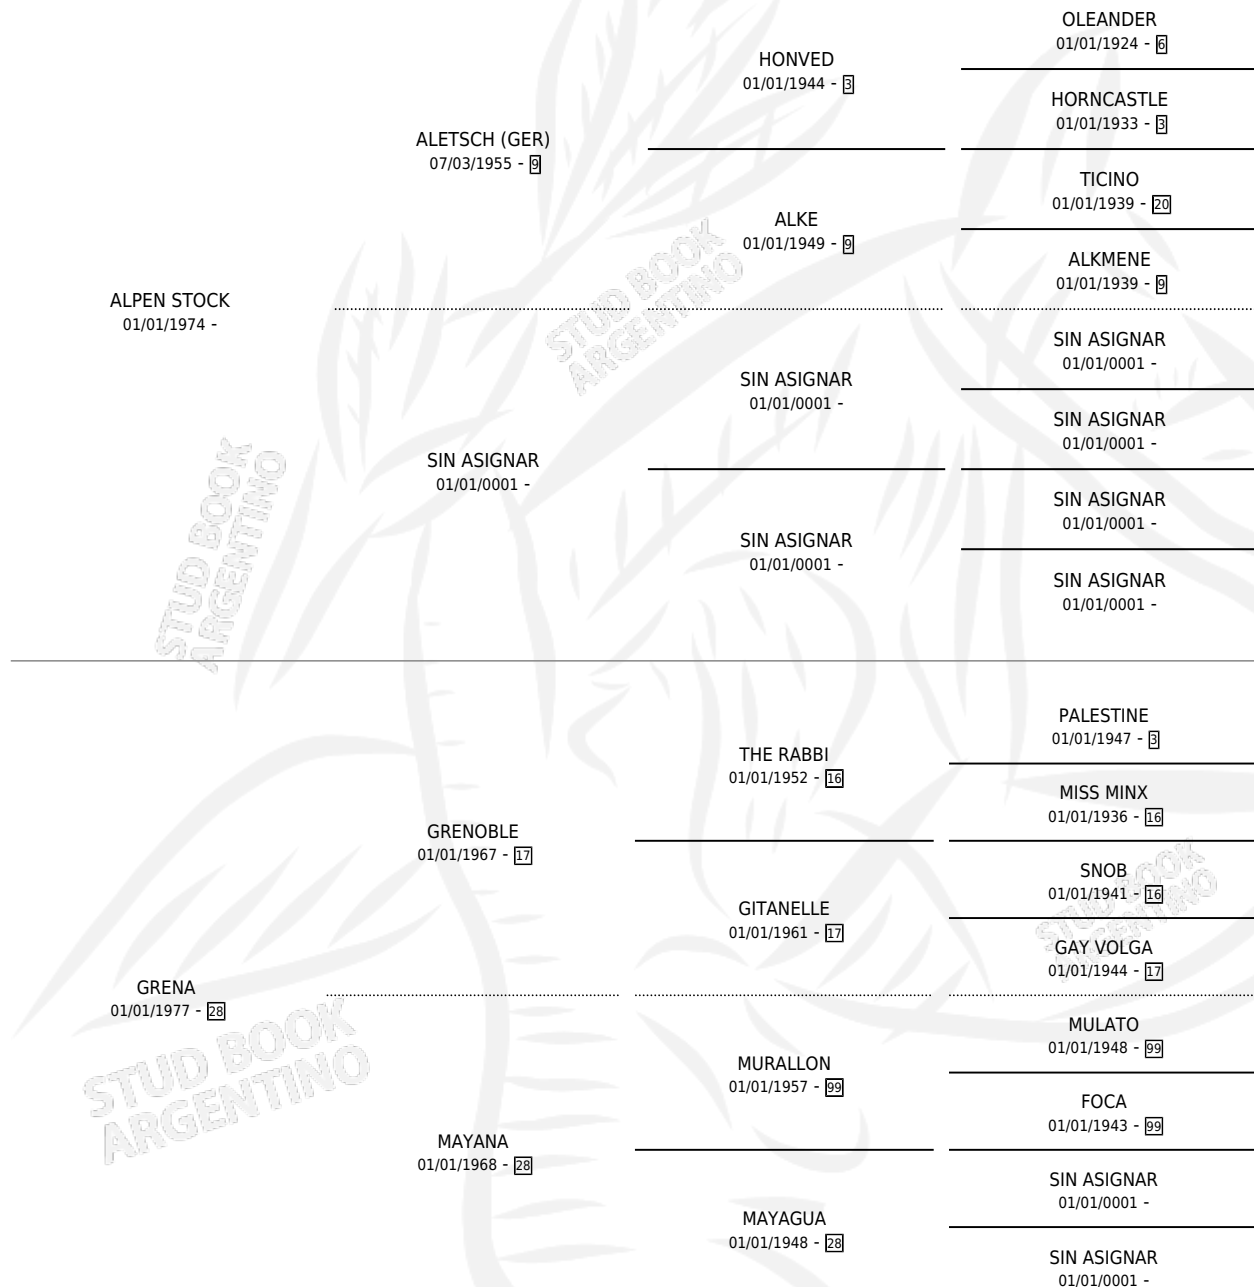 OLEANDER
01/01/1924 - 6
HONVED
01/01/1944 - 3
HORNCASTLE
01/01/1933 - 3
ALETSCH (GER)
07/03/1955 - 9
TICINO
01/01/1939 - 20
ALKE
01/01/1949 - 9
ALKMENE
01/01/1939 - 9
ALPEN STOCK
01/01/1974 -
STUD BOOK
ARGENTINO
SIN ASIGNAR
01/01/0001 -
SIN ASIGNAR
01/01/0001 -
SIN ASIGNAR
01/01/0001 -
SIN ASIGNAR
01/01/0001 -
SIN ASIGNAR
01/01/0001 -
SIN ASIGNAR
01/01/0001 -
SIN ASIGNAR
01/01/0001 -
STUD BOOK
ARGENTINO
PALESTINE
01/01/1947 - 3
THE RABBI
01/01/1952 - 16
MISS MINX
01/01/1936 - 16
GRENOBLE
01/01/1967 - 17
SNOB
01/01/1941 - 16
GITANELLE
01/01/1961 - 17
STUD BOOK
ARGENTINO
GAY VOLGA
01/01/1944 - 17
GRENA
01/01/1977 - 28
STUD BOOK
ARGENTINO
MULATO
01/01/1948 - 99
MURALLON
01/01/1957 - 99
FOCA
01/01/1943 - 99
MAYANA
01/01/1968 - 28
SIN ASIGNAR
01/01/0001 -
MAYAGUA
01/01/1948 - 28
SIN ASIGNAR
01/01/0001 -